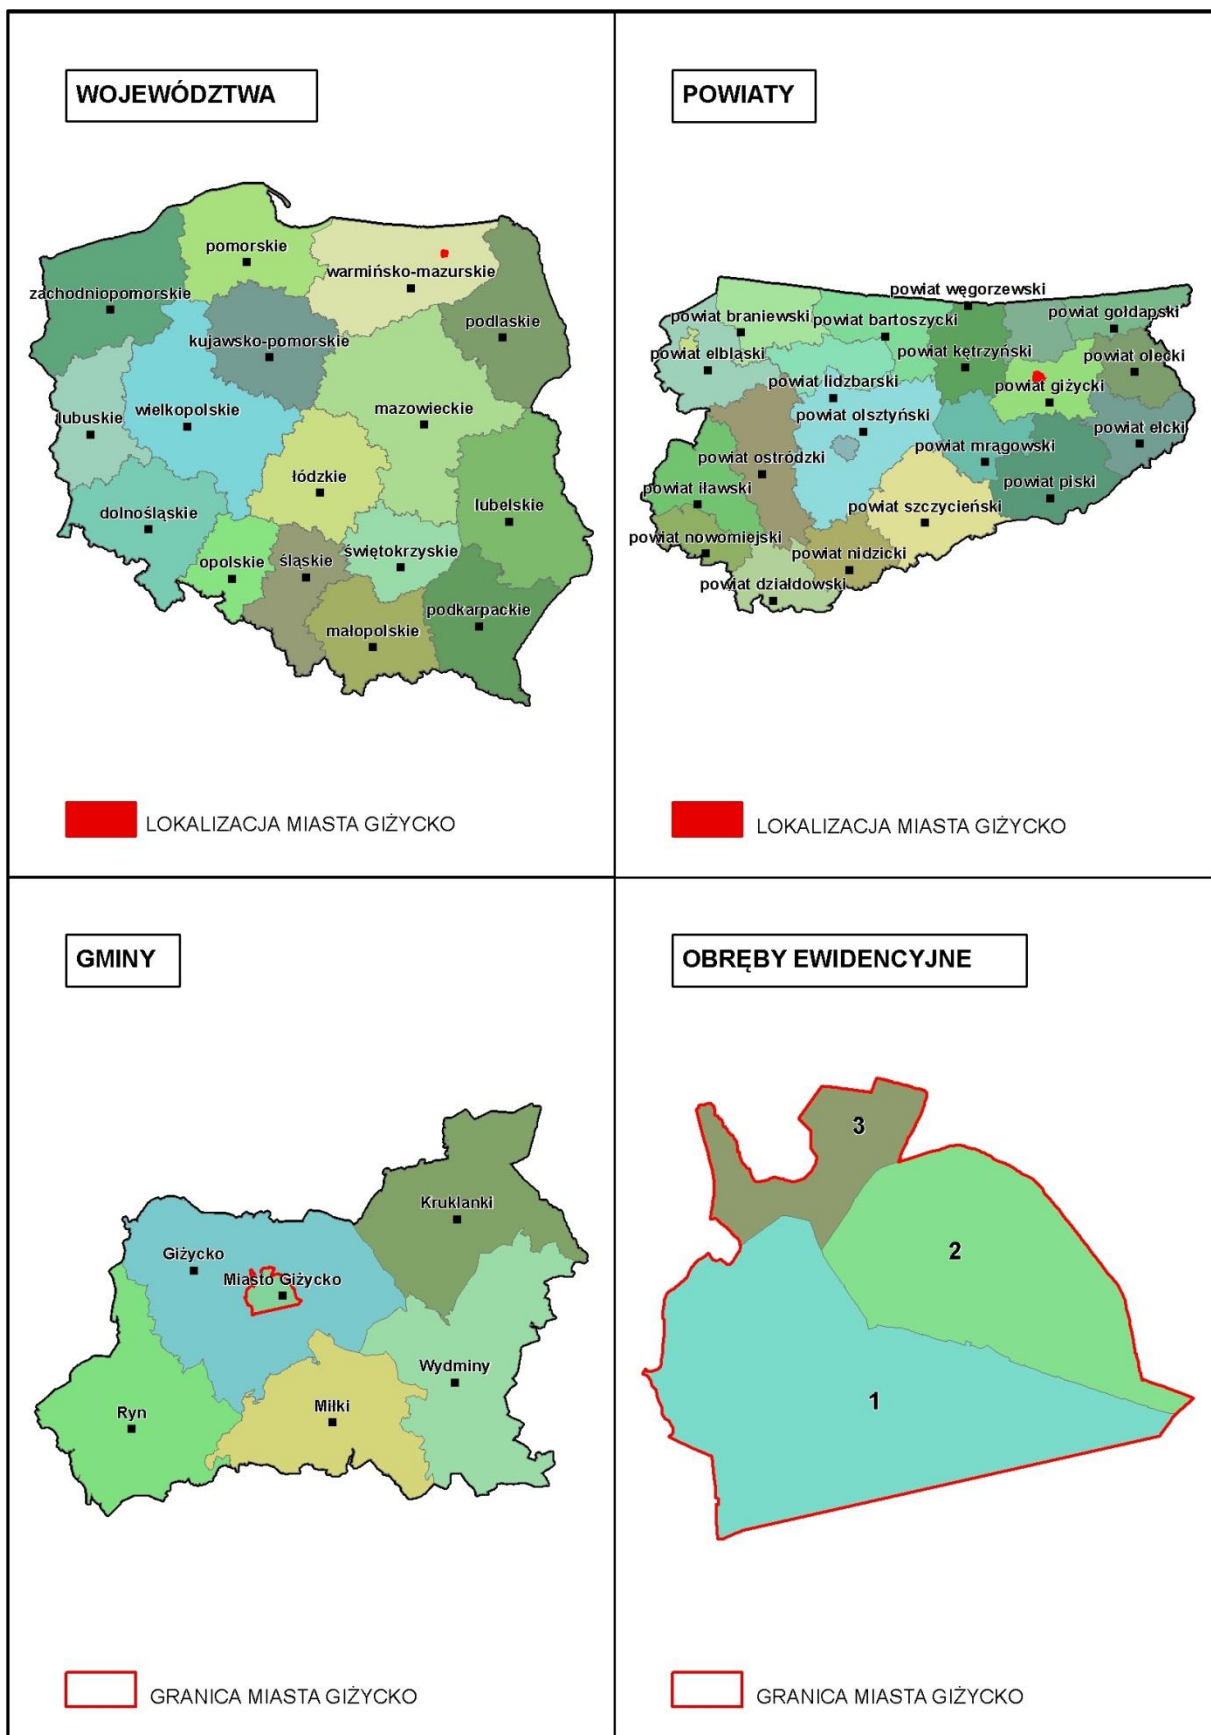 WOJEWÓDZTWA
pomorskie
warmińsko-mazurskie
zachodniopomorskie
podlaskie
kujawsko-pomorskie
wielkopolskie
mazowieckie
lubuskie
łódzkie
dolnośląskie
lubelskie
świętokrzyskie
opolskie
śląskie
podkarpackie
małopolskie
LOKALIZACJA MIASTA GIŻYCKO
POWIATY
powiat węgorzewski
powiat braniewski
powiat bartoszycki
powiat gołdapski
powiat elbląski
powiat kętrzyński
powiat olecki
powiat lidzbarski
powiat giżycki
powiat olsztyński
powiat ełcki
powiat mrągowski
powiat ostródzki
powiat iławski
powiat piski
powiat szczycieński
powiat nowomiejski
powiat nidzicki
powiat działdowski
LOKALIZACJA MIASTA GIŻYCKO
GMINY
Kruklanki
Giżycko
Miasto Giżycko
Wydminy
Ryn
Miłki
GRANICA MIASTA GIŻYCKO
OBRĘBY EWIDENCYJNE
3
2
1
GRANICA MIASTA GIŻYCKO